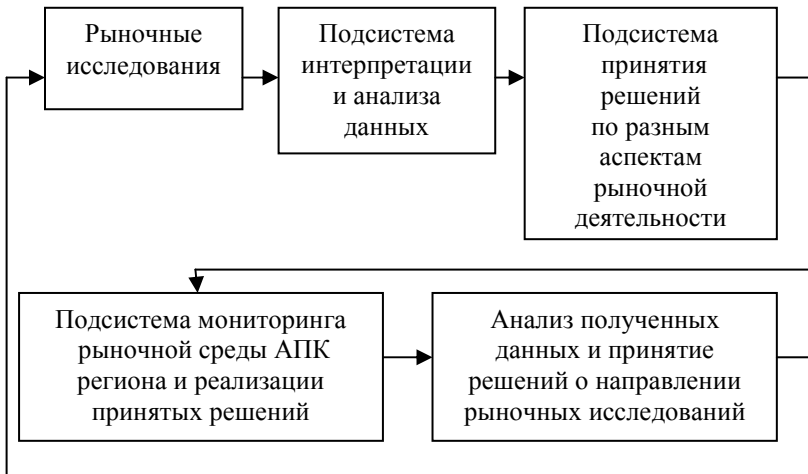 Рыночные
исследования
Подсистема
интерпретации
и анализа
данных
Подсистема
принятия
решений
по разным
аспектам
рыночной
деятельности
Подсистема мониторинга
рыночной среды АПК
региона и реализации
принятых решений
Анализ полученных
данных и принятие
решений о направлении
рыночных исследований